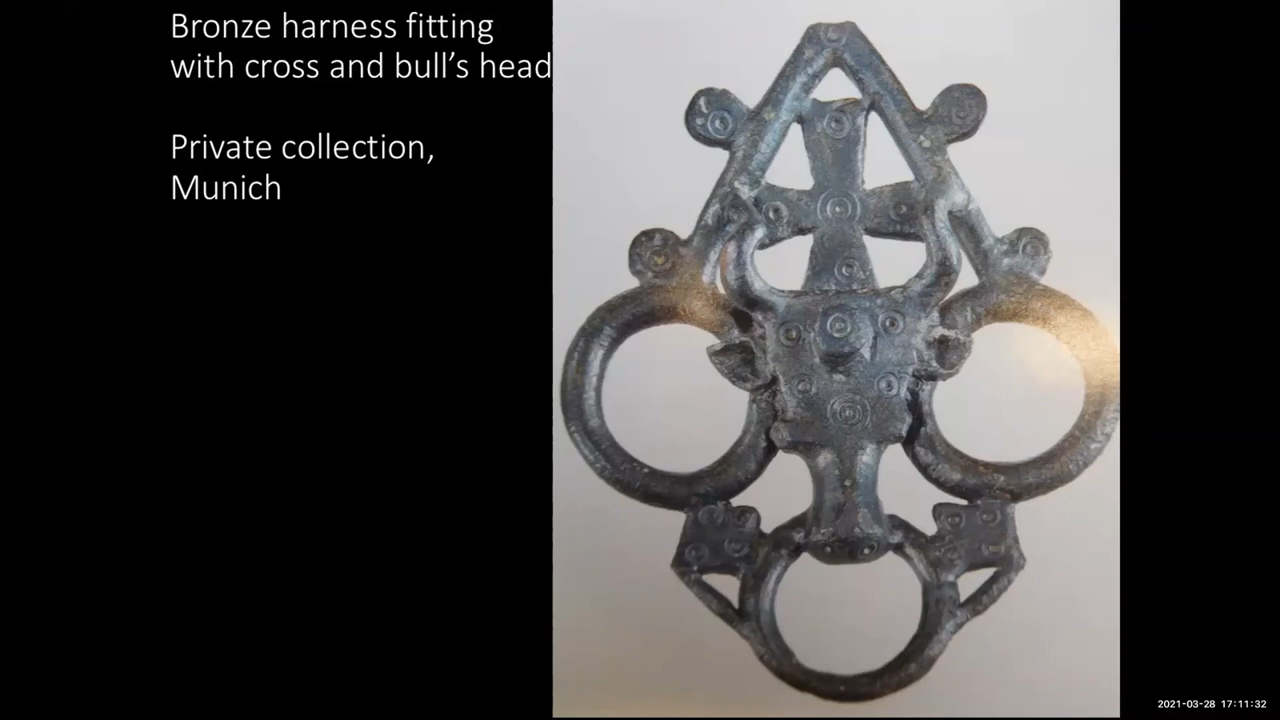 Bronze harness fitting
with cross and bull’s head
Private collection,
Munich
2021-03-28 17:11:32